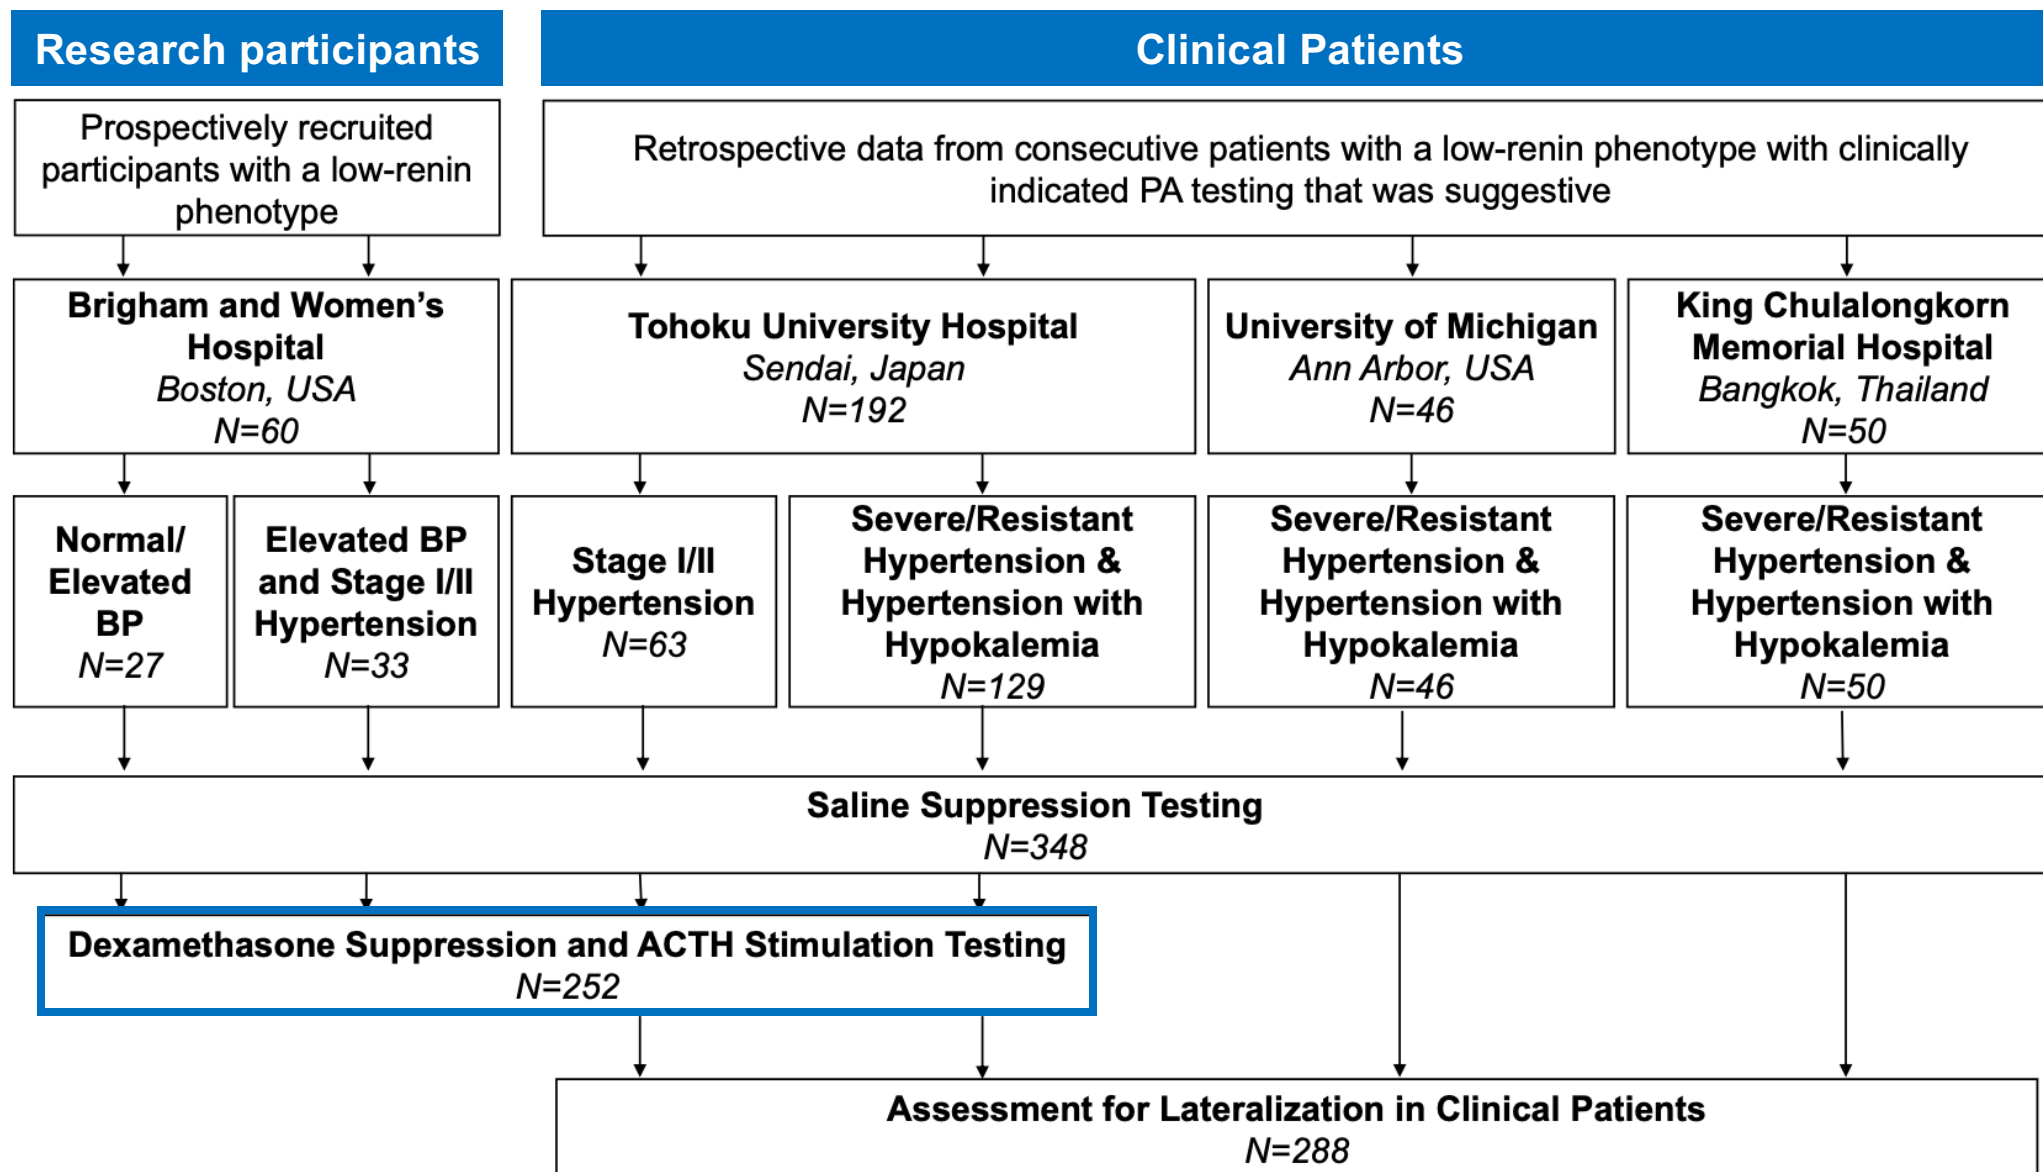 Research participants
Clinical Patients
Prospectively recruited
participants with a low-renin
phenotype
Retrospective data from consecutive patients with a low-renin phenotype with clinically
indicated PA testing that was suggestive
Brigham and Women's
Hospital
Boston, USA
N=60
Tohoku University Hospital
Sendai, Japan
N=192
University of Michigan
Ann Arbor, USA
N=46
King Chulalongkorn
Memorial Hospital
Bangkok, Thailand
N=50
Normal/
Elevated
BP
N=27
Elevated BP
and Stage I/II
Hypertension
N=33
Stage I/II
Hypertension
N=63
Severe/Resistant
Hypertension &
Hypertension with
Hypokalemia
N=129
Severe/Resistant
Hypertension &
Hypertension with
Hypokalemia
N=46
Severe/Resistant
Hypertension &
Hypertension with
Hypokalemia
N=50
Saline Suppression Testing
N=348
Dexamethasone Suppression and ACTH Stimulation Testing
N=252
Assessment for Lateralization in Clinical Patients
N=288